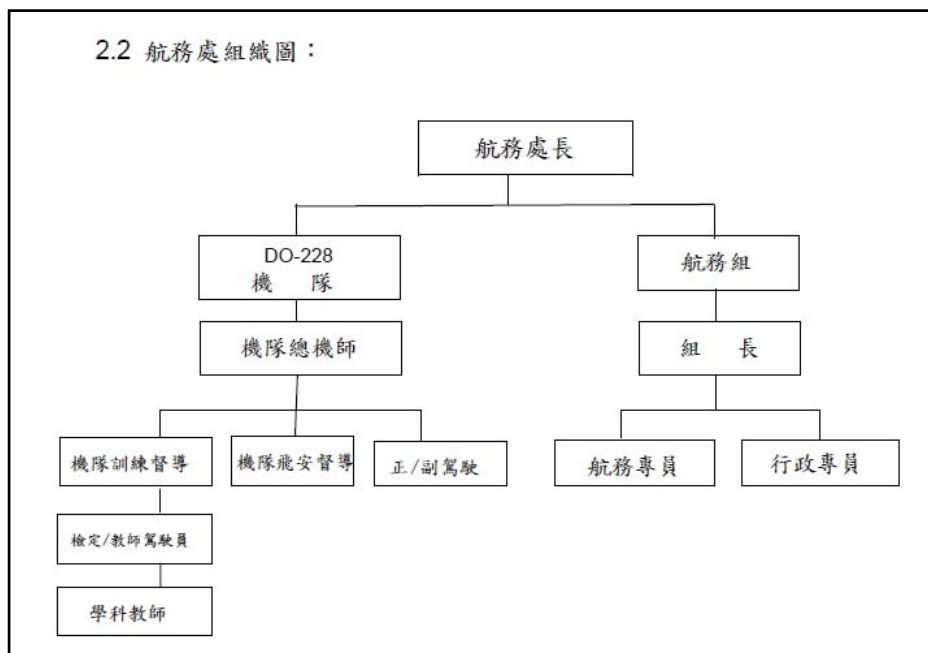 2.2 航務處組織圖：
航務處長
DO-228
機 隊
航務組
機隊總機師
組 長
機隊訓練督導
機隊飛安督導
正/副駕駛
航務專員
行政專員
檢定/教師駕駛員
學科教師